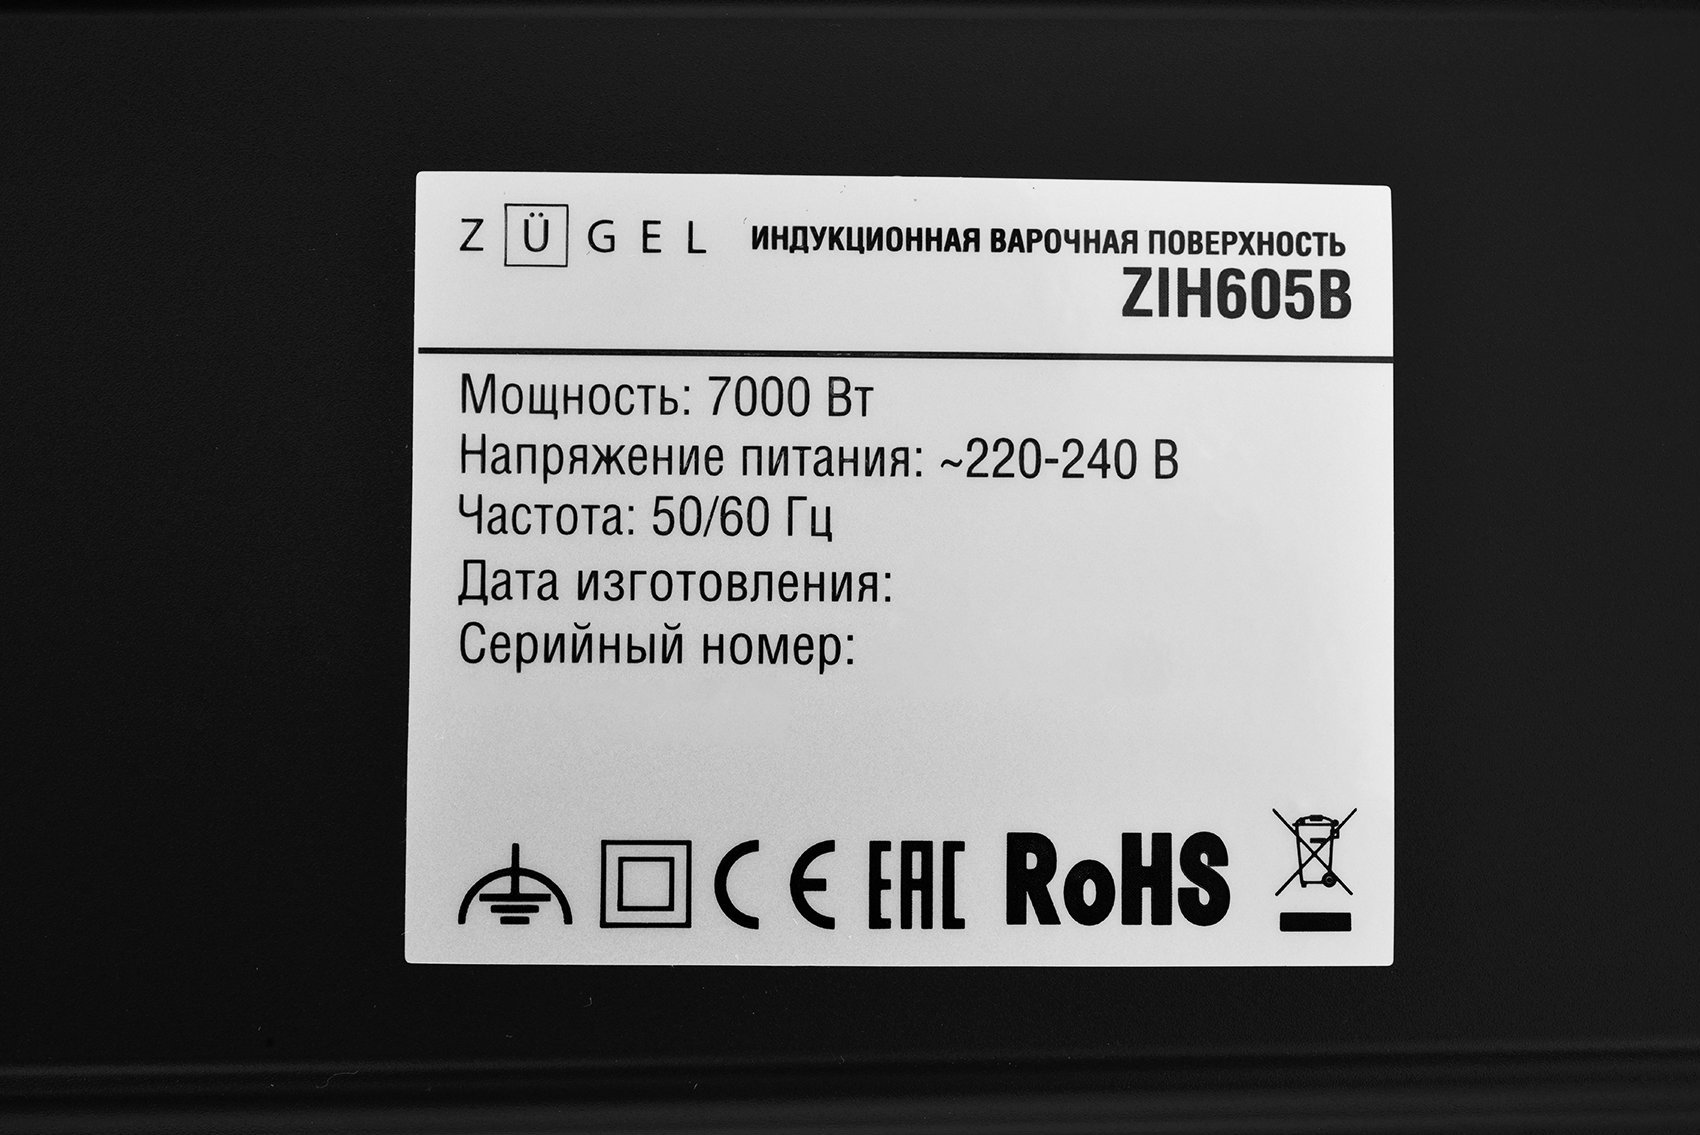 ZÜGEL ИНДУКЦИОННАЯ ВАРОЧНАЯ ПОВЕРХНОСТЬ
ZIH605B
Мощность: 7000 Вт
Напряжение питания: ~220-240 В
Частота: 50/60 Гц
Дата изготовления:
Серийный номер:
CE EAC RoHS